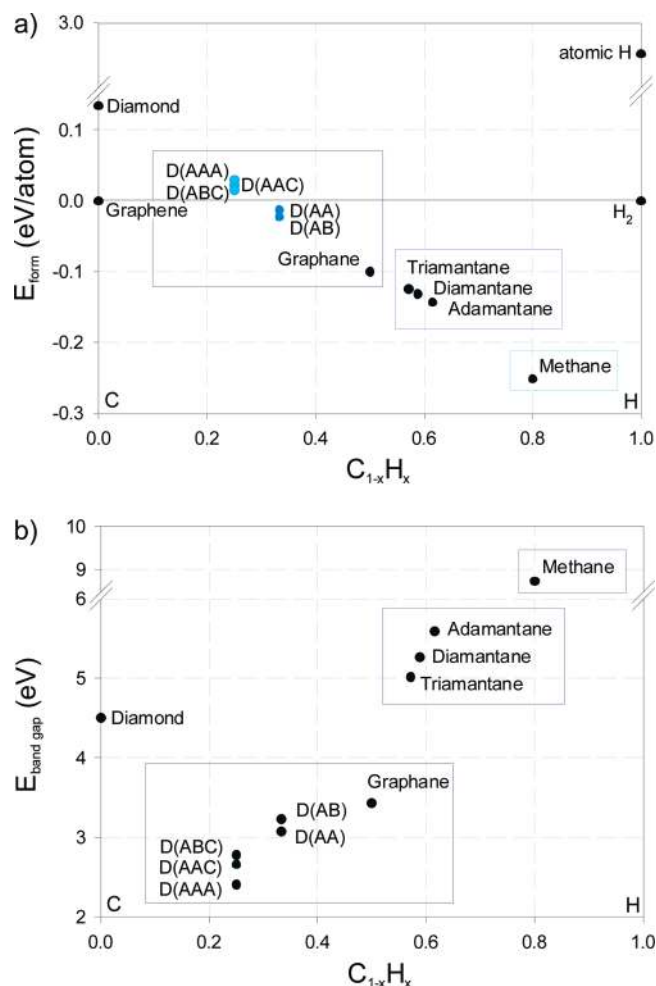 a)
3.0
atomic H
Diamond
0.1
D(AAA)
D(AAC)
D(ABC)
0.0
Graphene
D(AA)
H2
D(AB)
Graphane
-0.1
Triamantane
Diamantane
Adamantane
-0.2
Methane
-0.3
C
H
E form (eV/atom)
0.0 0.2 0.4 0.6 0.8 1.0
C1-xHx
b)
10
9
Methane
6
Adamantane
Diamantane
5
Triamantane
Diamond
4
Graphane
D(AB)
3
D(AA)
D(ABC)
D(AAC)
D(AAA)
2
C
H
E band gap (eV)
0.0 0.2 0.4 0.6 0.8 1.0
C1-xHx